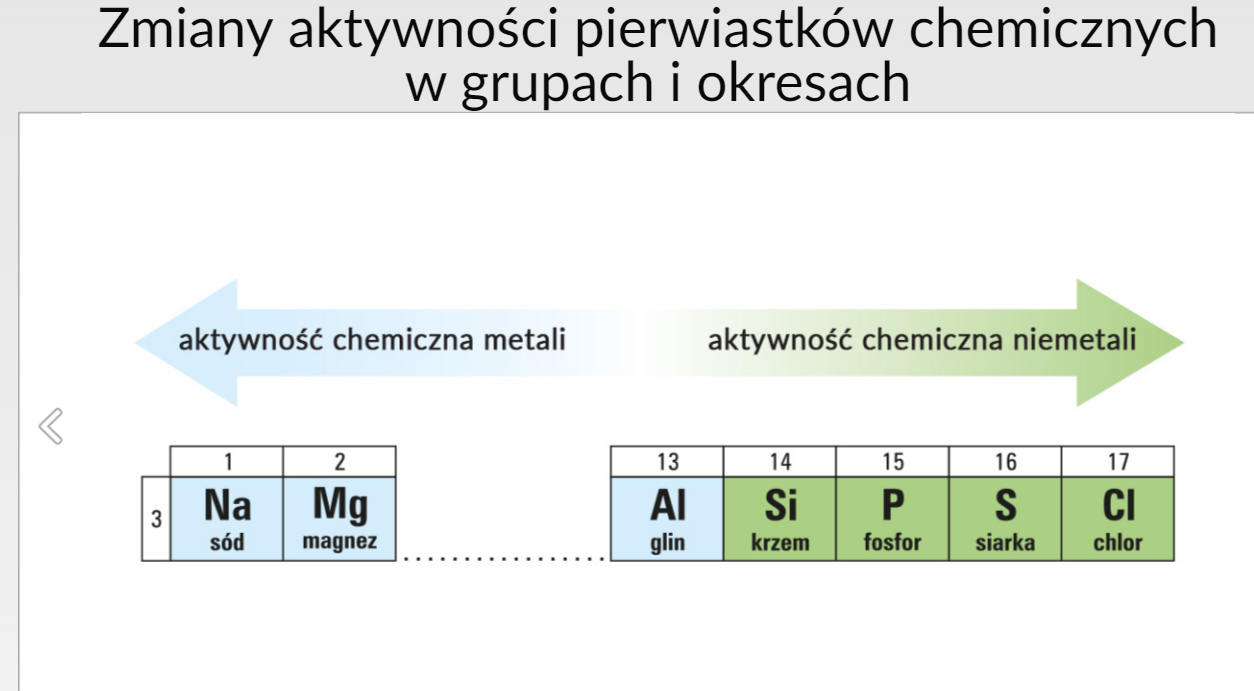 Zmiany aktywności pierwiastków chemicznych
w grupach i okresach
aktywność chemiczna metali aktywność chemiczna niemetali
1 2 13 14 15 16 17
3 Na Mg Al Si P S Cl
sód magnez glin krzem fosfor siarka chlor